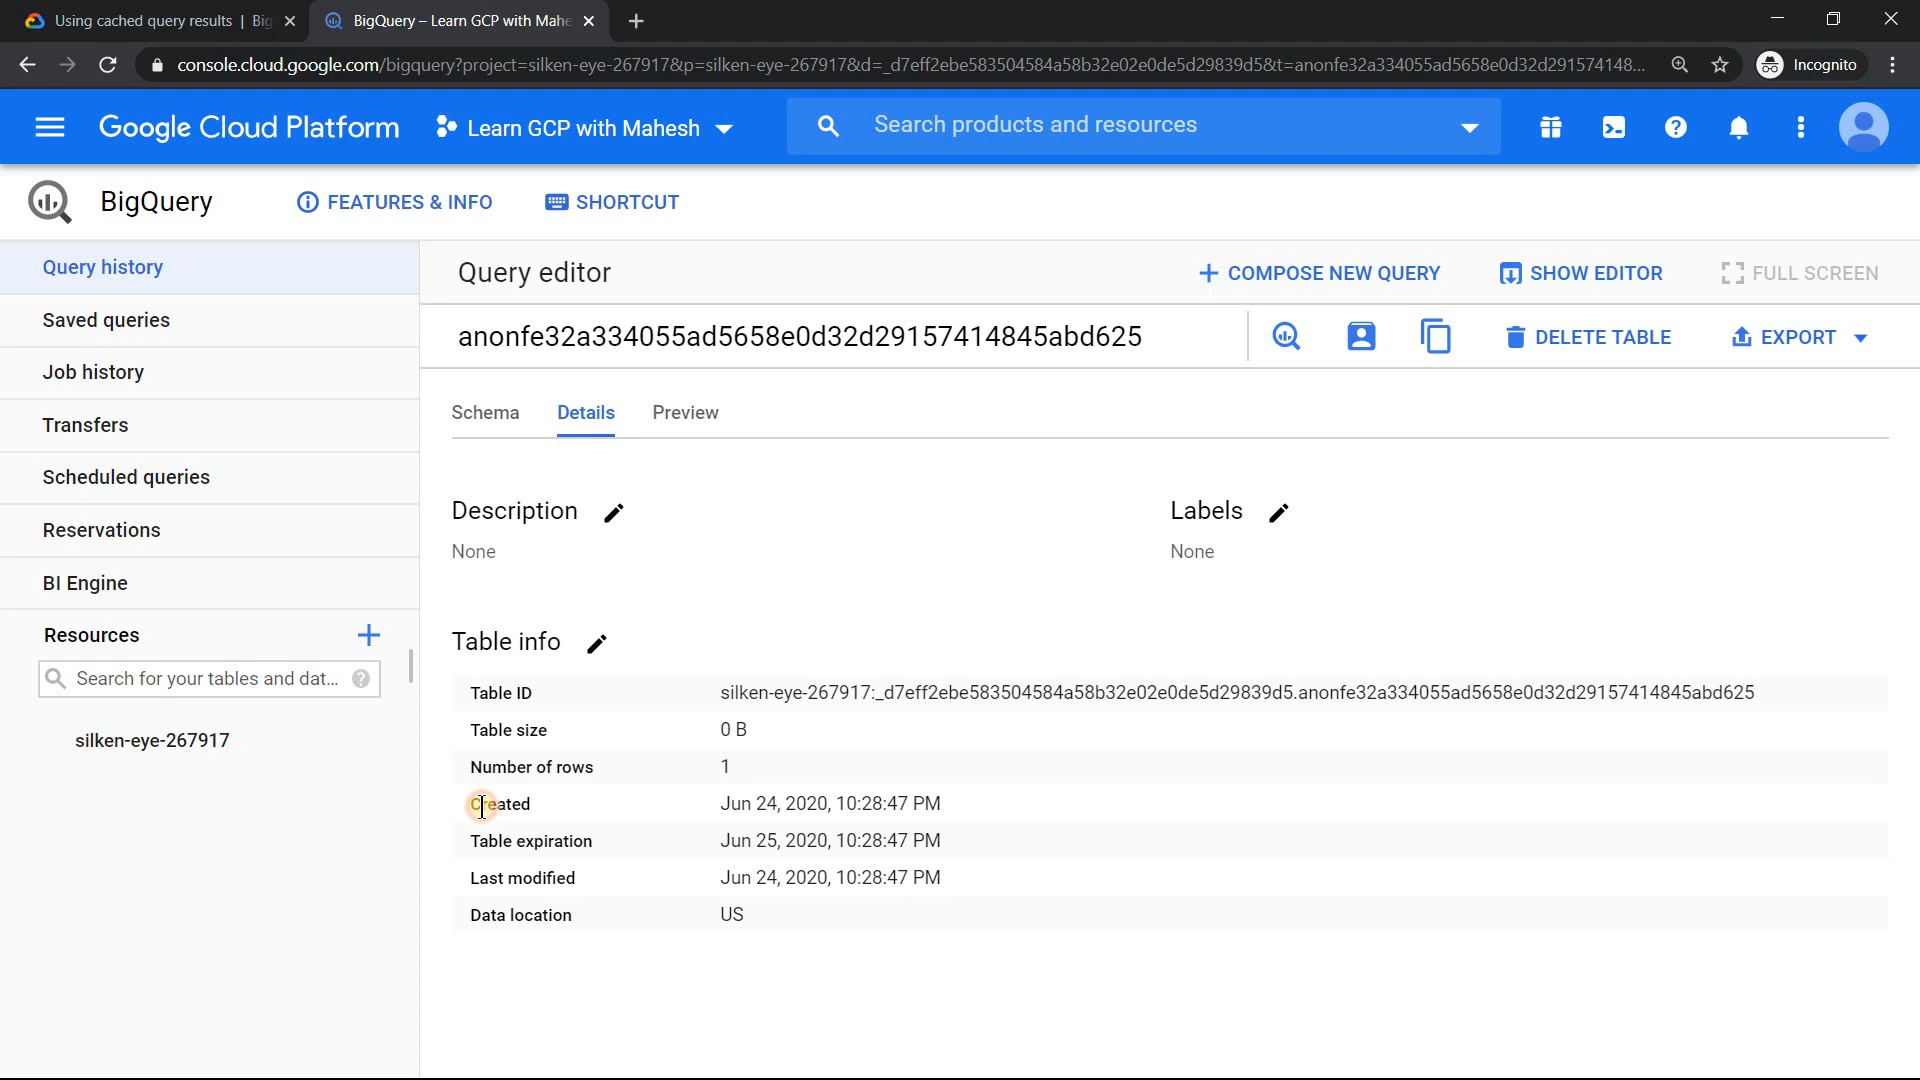 Using cached query results | Big
BigQuery – Learn GCP with Mahe
console.cloud.google.com/bigquery?project=silken-eye-267917&p=silken-eye-267917&d=_d7eff2ebe583504584a58b32e02e0de5d29839d5&t=anonfe32a334055ad5658e0d32d291574148...
Incognito
Google Cloud Platform
Learn GCP with Mahesh
Search products and resources
BigQuery
FEATURES & INFO
SHORTCUT
Query history
Saved queries
Job history
Transfers
Scheduled queries
Reservations
BI Engine
Resources
Search for your tables and dat...
silken-eye-267917
Query editor
COMPOSE NEW QUERY
SHOW EDITOR
FULL SCREEN
anonfe32a334055ad5658e0d32d29157414845abd625
DELETE TABLE
EXPORT
Schema
Details
Preview
Description
None
Labels
None
Table info
Table ID silken-eye-267917:_d7eff2ebe583504584a58b32e02e0de5d29839d5.anonfe32a334055ad5658e0d32d29157414845abd625
Table size 0 B
Number of rows 1
Created Jun 24, 2020, 10:28:47 PM
Table expiration Jun 25, 2020, 10:28:47 PM
Last modified Jun 24, 2020, 10:28:47 PM
Data location US